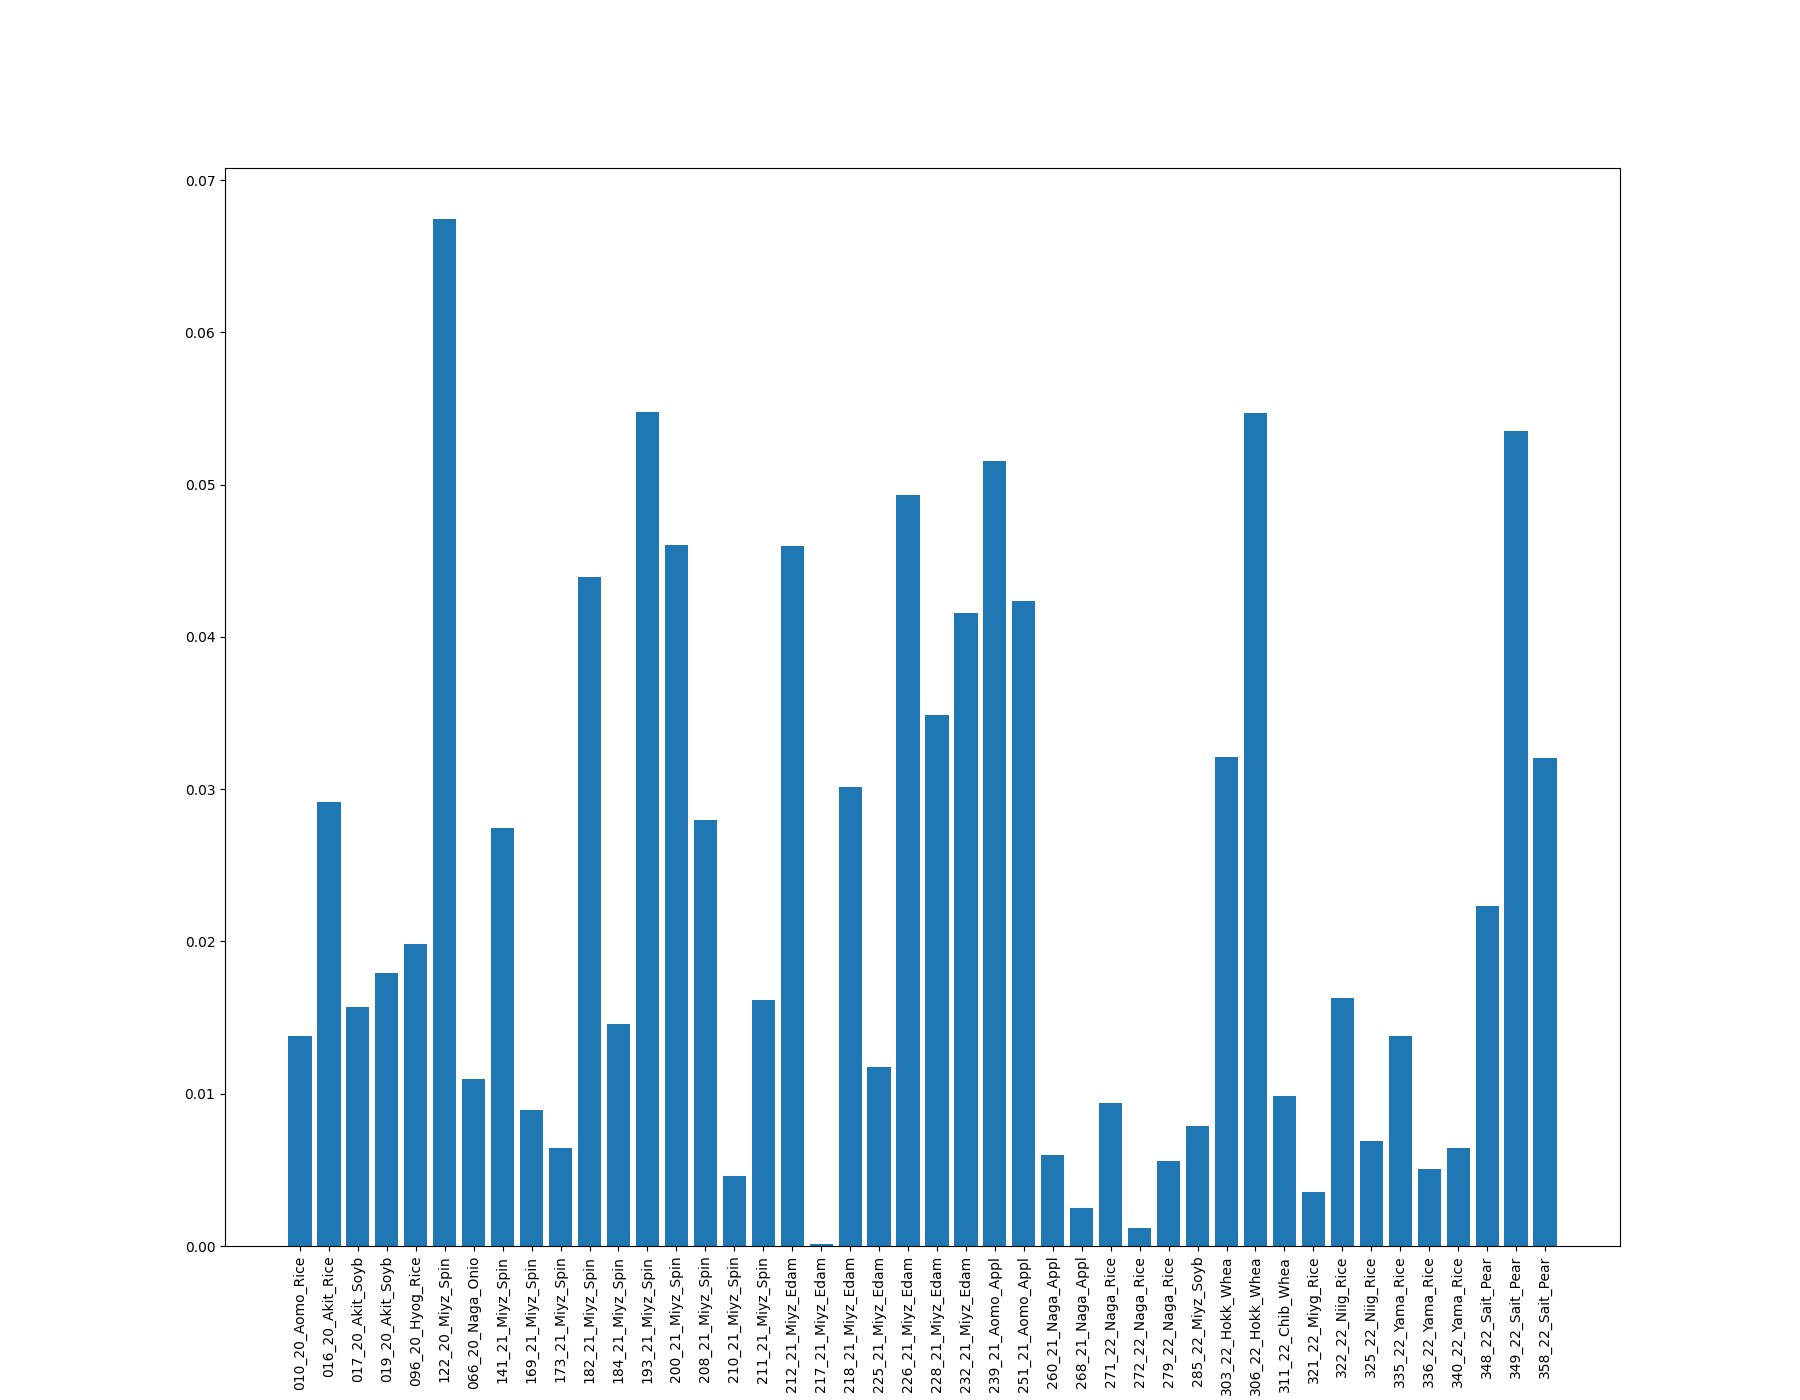 0.07
0.06
0.05
0.04
0.03
0.02
0.01
0.00
010_20_Aomo_Rice
016_20_Akit_Rice
017_20_Akit_Soyb
019_20_Akit_Soyb
096_20_Hyog_Rice
122_20_Miyz_Spin
066_20_Naga_Onio
141_21_Miyz_Spin
169_21_Miyz_Spin
173_21_Miyz_Spin
182_21_Miyz_Spin
184_21_Miyz_Spin
193_21_Miyz_Spin
200_21_Miyz_Spin
208_21_Miyz_Spin
210_21_Miyz_Spin
211_21_Miyz_Spin
212_21_Miyz_Edam
217_21_Miyz_Edam
218_21_Miyz_Edam
225_21_Miyz_Edam
226_21_Miyz_Edam
228_21_Miyz_Edam
232_21_Miyz_Edam
239_21_Aomo_Appl
251_21_Aomo_Appl
260_21_Naga_Appl
268_21_Naga_Appl
271_22_Naga_Rice
272_22_Naga_Rice
279_22_Naga_Rice
285_22_Miyz_Soyb
303_22_Hokk_Whea
306_22_Hokk_Whea
311_22_Chib_Whea
321_22_Miyg_Rice
322_22_Niig_Rice
325_22_Niig_Rice
335_22_Yama_Rice
336_22_Yama_Rice
340_22_Yama_Rice
348_22_Sait_Pear
349_22_Sait_Pear
358_22_Sait_Pear